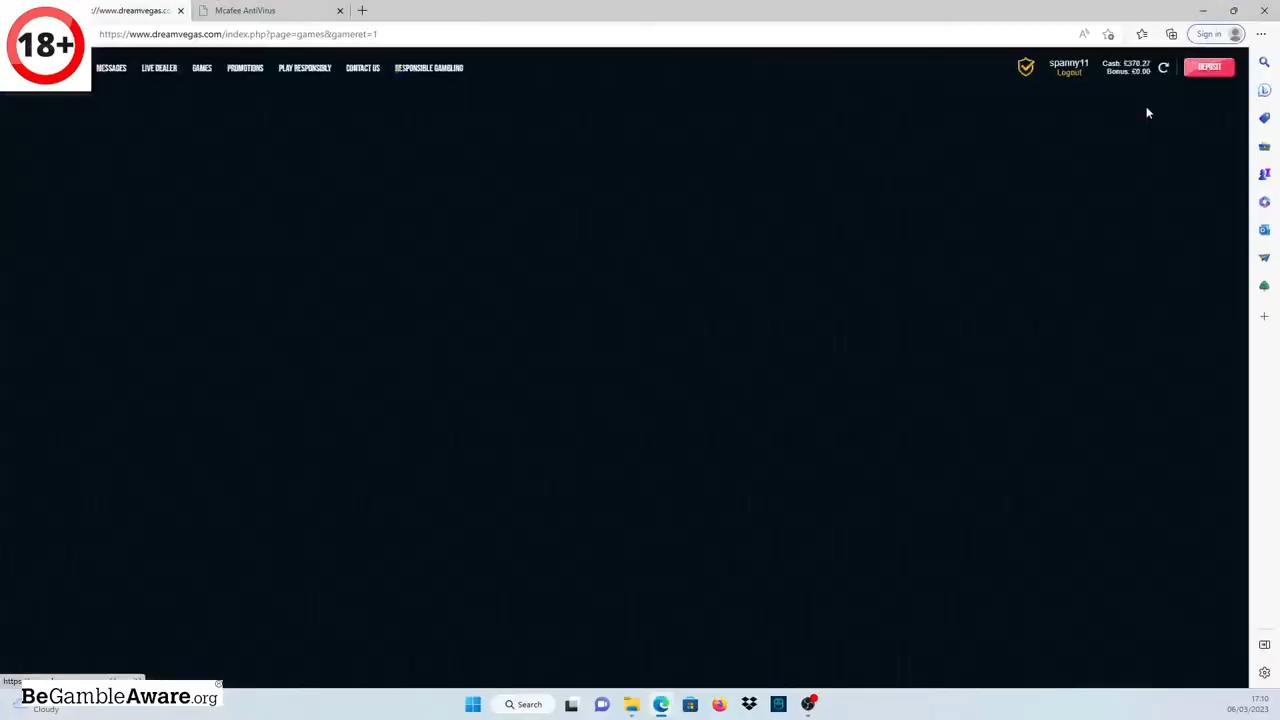 18+
://www.dreamvegas.cc
Mcafee AntiVirus
https://www.dreamvegas.com/index.php?page=games&gameret=1
Sign in
MESSAGES
LIVE DEALER
GAMES
PROMOTIONS
PLAY RESPONSIBLY
CONTACT US
RESPONSIBLE GAMBLING
spanny11
Logout
Cash: £370.27
Bonus: £0.00
DEPOSIT
BeGambleAware.org®
Cloudy
Search
17:10
06/03/2023